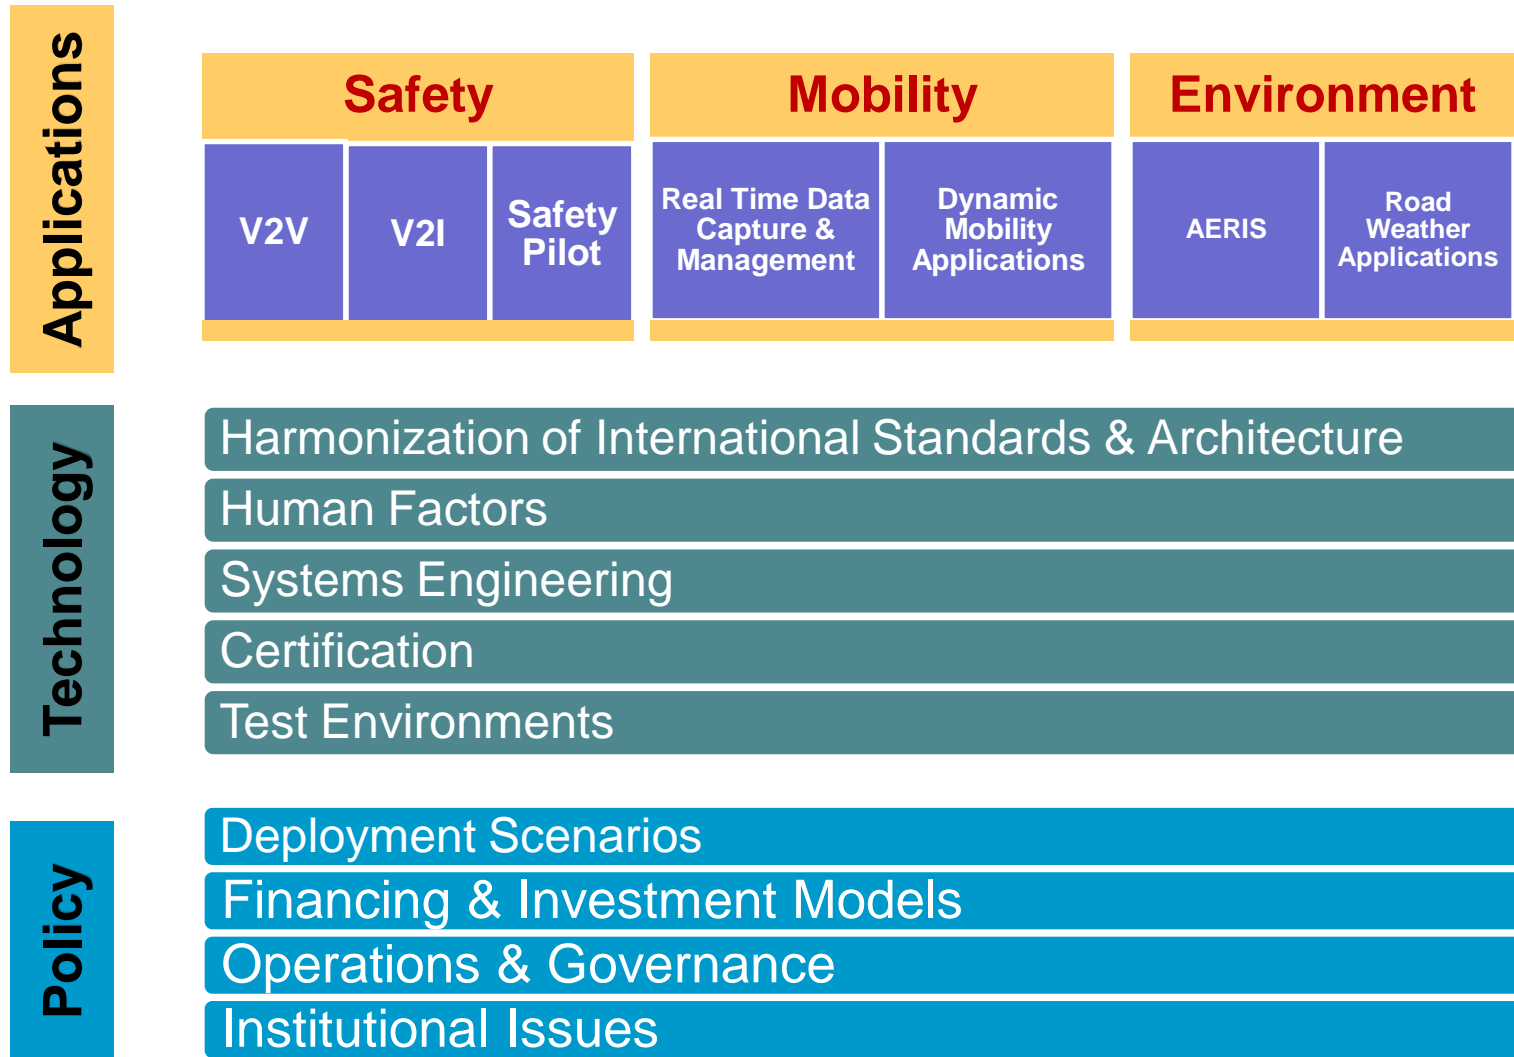 Applications
Safety
Mobility
Environment
V2V
V2I
Safety
Pilot
Real Time Data
Capture &
Management
Dynamic
Mobility
Applications
AERIS
Road
Weather
Applications
Technology
Harmonization of International Standards & Architecture
Human Factors
Systems Engineering
Certification
Test Environments
Policy
Deployment Scenarios
Financing & Investment Models
Operations & Governance
Institutional Issues